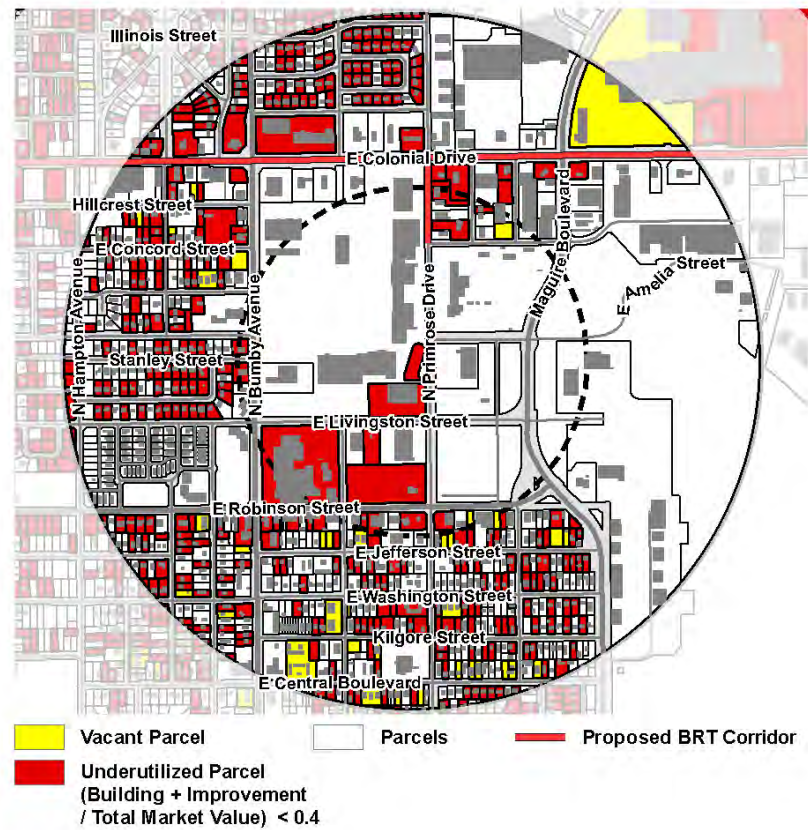 Illinois Street
E Colonial Drive
Hillcrest Street
E Concord Street
N Hampton Avenue
N Bumby Avenue
N Primrose Drive
Maguire Boulevard
E Amelia Street
Stanley Street
E Livingston Street
E Robinson Street
E Jefferson Street
E Washington Street
Kilgore Street
E Central Boulevard
Vacant Parcel
Parcels
Proposed BRT Corridor
Underutilized Parcel
(Building + Improvement
/ Total Market Value) < 0.4